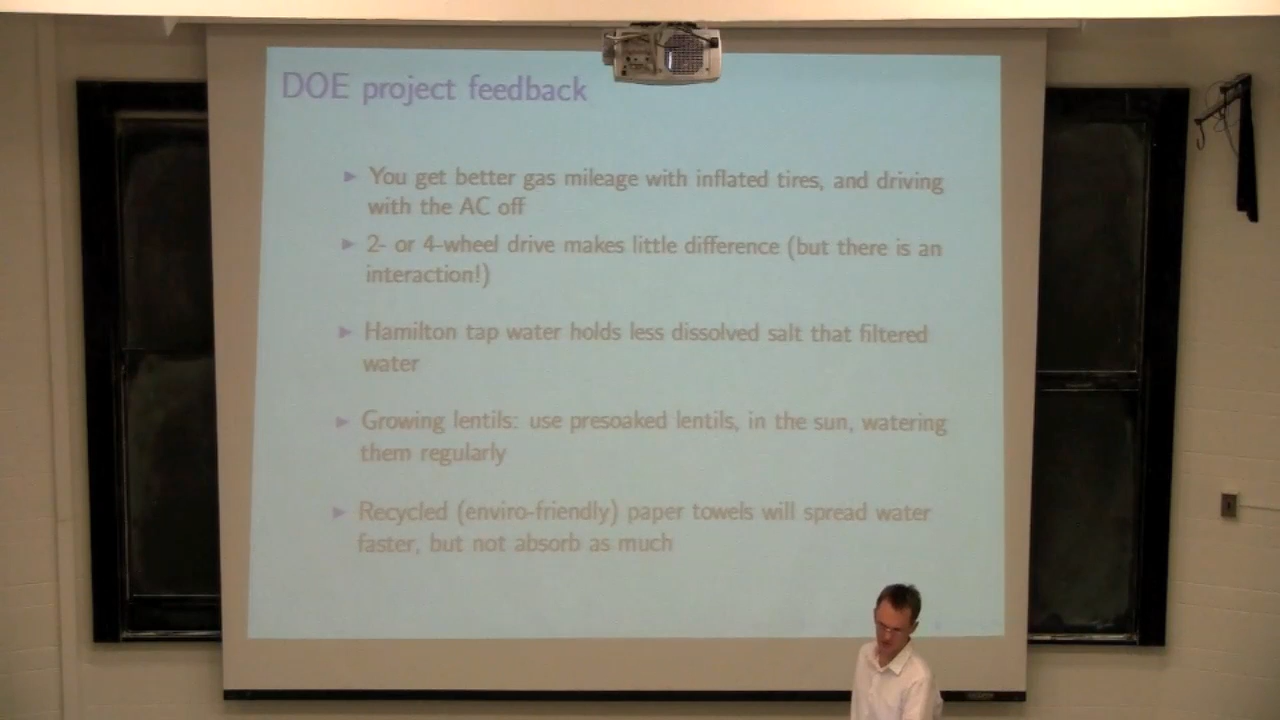 DOE project feedback
You get better gas mileage with inflated tires, and driving
with the AC off
2- or 4-wheel drive makes little difference (but there is an
interaction!)
Hamilton tap water holds less dissolved salt that filtered
water
Growing lentils: use presoaked lentils, in the sun, watering
them regularly
Recycled (enviro-friendly) paper towels will spread water
faster, but not absorb as much